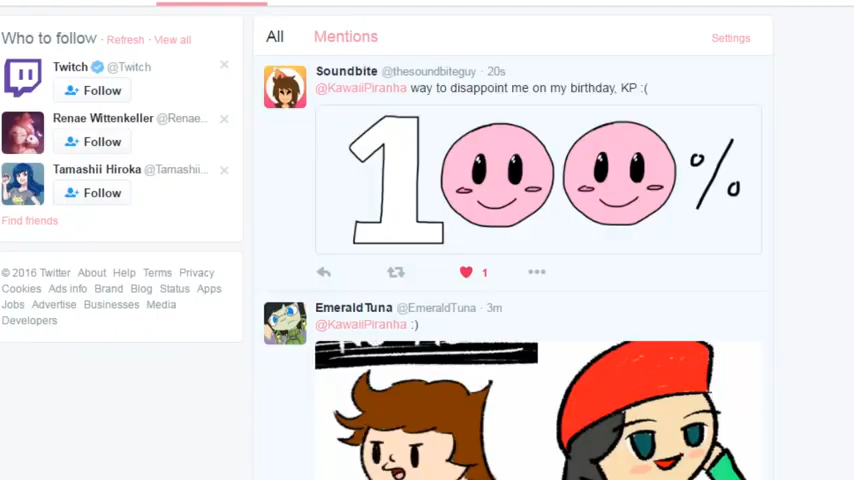 Who to follow · Refresh · View all
Twitch @Twitch
Follow
Renae Wittenkeller @Renae...
Follow
Tamashii Hiroka @Tamashii...
Follow
Find friends
© 2016 Twitter About Help Terms Privacy
Cookies Ads info Brand Blog Status Apps
Jobs Advertise Businesses Media
Developers
All Mentions Settings
Soundbite @thesoundbiteguy · 20s
@KawaiiPiranha way to disappoint me on my birthday, KP :(
100%
1
EmeraldTuna @EmeraldTuna · 3m
@KawaiiPiranha :)